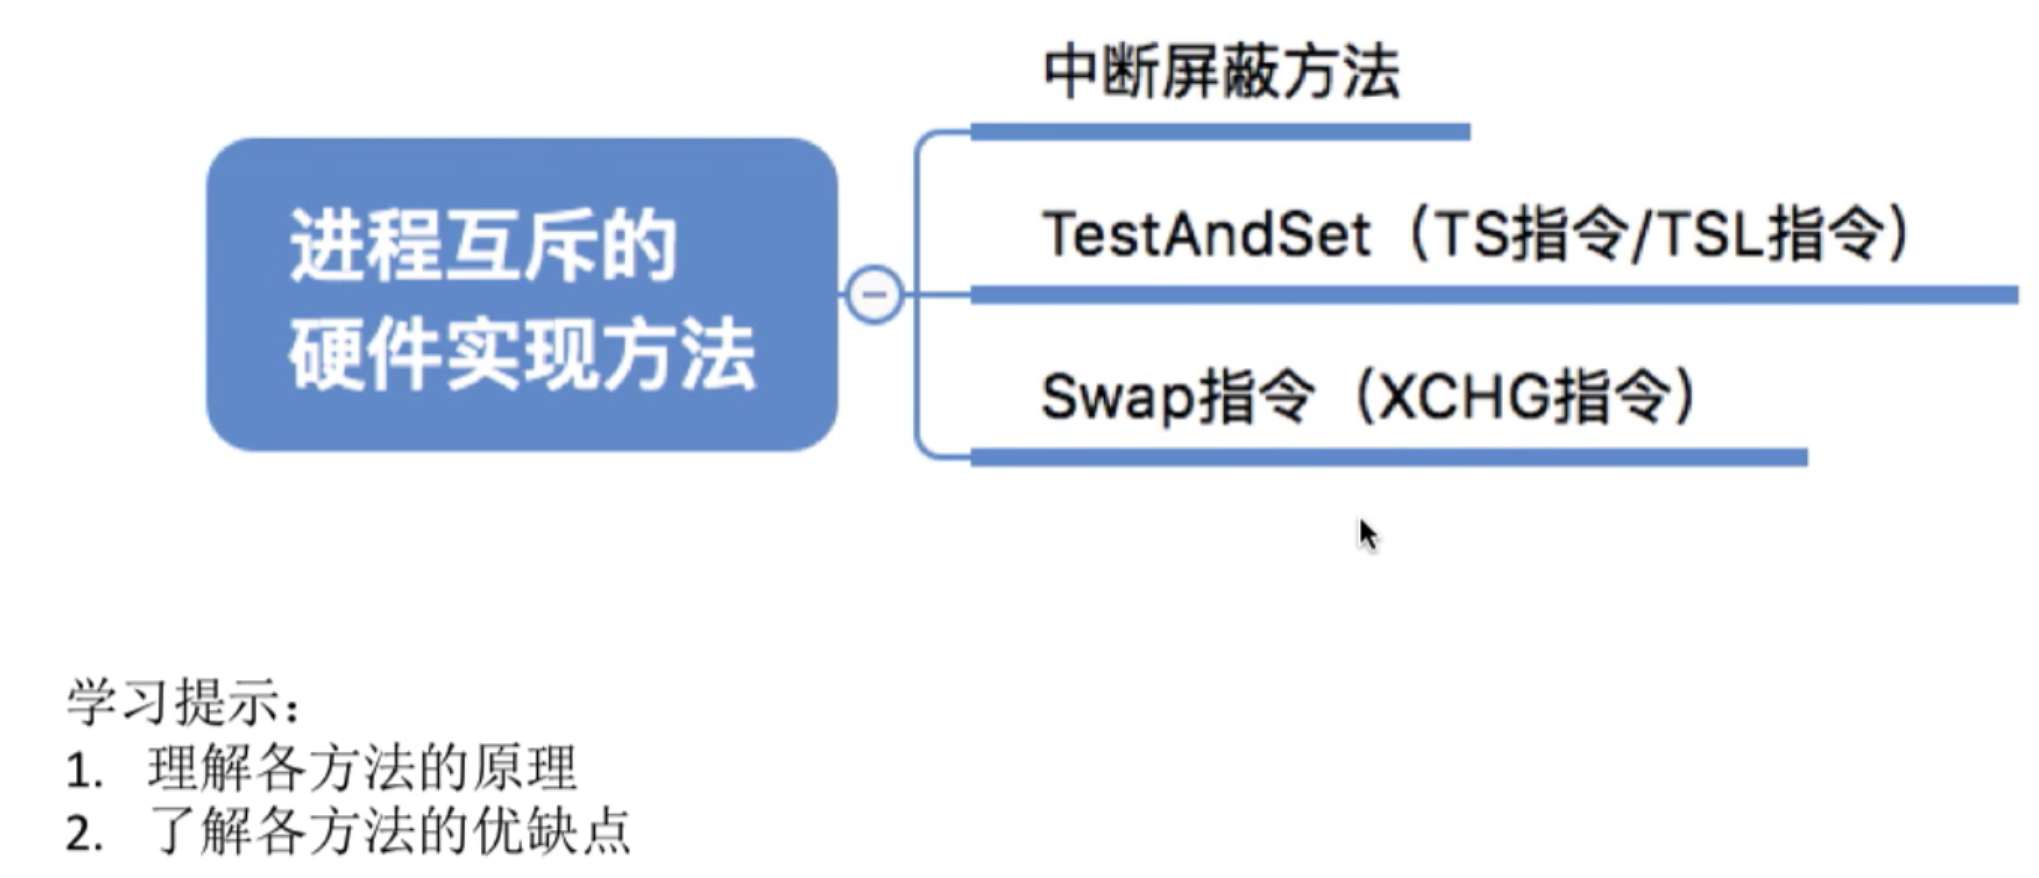 进程互斥的
硬件实现方法
中断屏蔽方法
TestAndSet（TS指令/TSL指令）
Swap指令（XCHG指令）
学习提示：
1. 理解各方法的原理
2. 了解各方法的优缺点